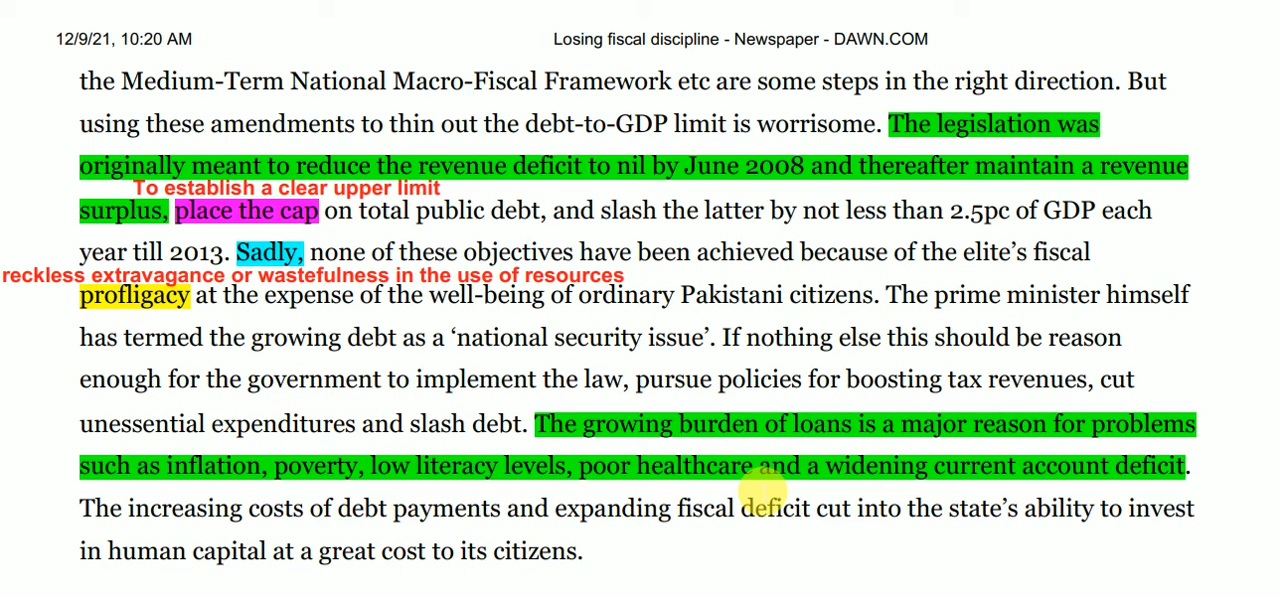 12/9/21, 10:20 AM Losing fiscal discipline - Newspaper - DAWN.COM
the Medium-Term National Macro-Fiscal Framework etc are some steps in the right direction. But
using these amendments to thin out the debt-to-GDP limit is worrisome. The legislation was
originally meant to reduce the revenue deficit to nil by June 2008 and thereafter maintain a revenue
To establish a clear upper limit
surplus, place the cap on total public debt, and slash the latter by not less than 2.5pc of GDP each
year till 2013. Sadly, none of these objectives have been achieved because of the elite's fiscal
reckless extravagance or wastefulness in the use of resources
profligacy at the expense of the well-being of ordinary Pakistani citizens. The prime minister himself
has termed the growing debt as a 'national security issue'. If nothing else this should be reason
enough for the government to implement the law, pursue policies for boosting tax revenues, cut
unessential expenditures and slash debt. The growing burden of loans is a major reason for problems
such as inflation, poverty, low literacy levels, poor healthcare and a widening current account deficit.
The increasing costs of debt payments and expanding fiscal deficit cut into the state's ability to invest
in human capital at a great cost to its citizens.